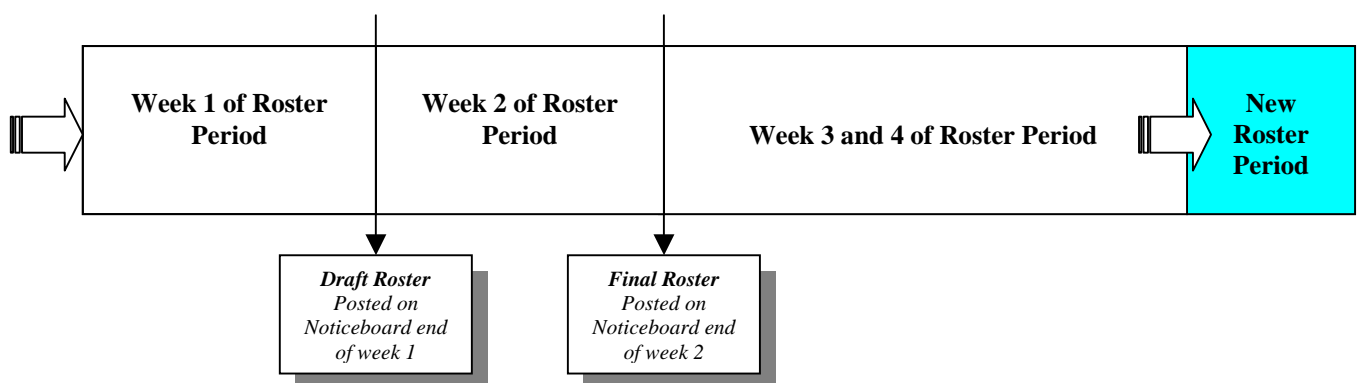 Week 1 of Roster
Period
Week 2 of Roster
Period
Week 3 and 4 of Roster Period
New
Roster
Period
Draft Roster
Posted on
Noticeboard end
of week 1
Final Roster
Posted on
Noticeboard end
of week 2